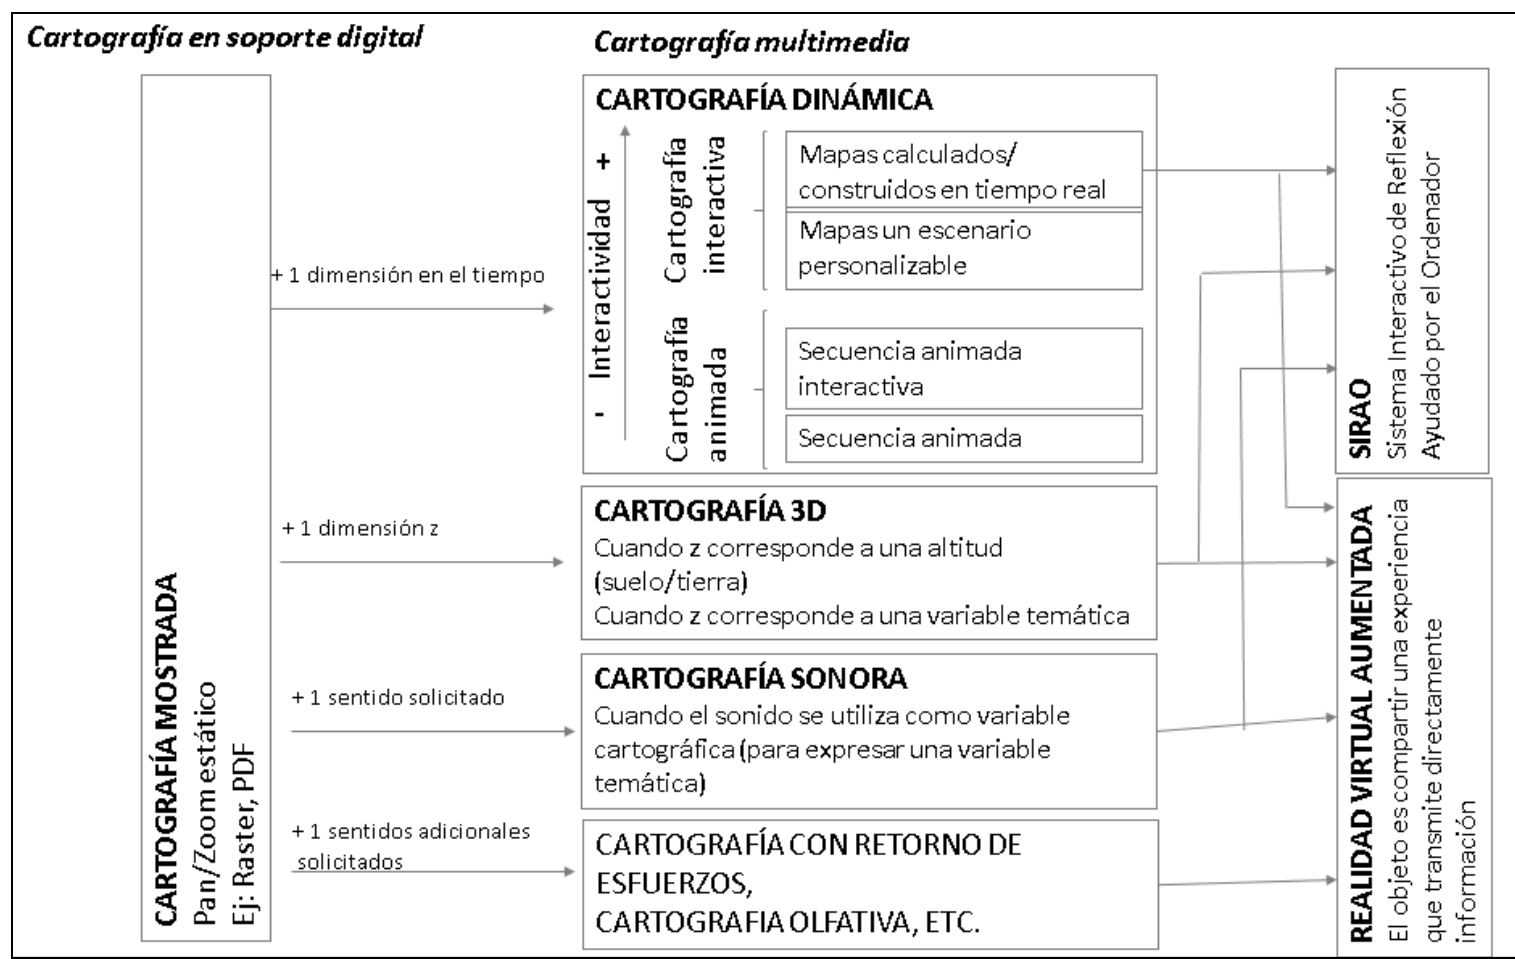 Cartografía en soporte digital
CARTOGRAFÍA MOSTRADA
Pan/Zoom estático
Ej: Raster, PDF
+ 1 dimensión en el tiempo
+ 1 dimensión z
+ 1 sentido solicitado
+ 1 sentidos adicionales
solicitados
Cartografía multimedia
CARTOGRAFÍA DINÁMICA
- Interactividad +
Cartografía
interactiva
Mapas calculados/
construidos en tiempo real
Mapas un escenario
personalizable
Cartografía
animada
Secuencia animada
interactiva
Secuencia animada
CARTOGRAFÍA 3D
Cuando z corresponde a una altitud
(suelo/tierra)
Cuando z corresponde a una variable temática
CARTOGRAFÍA SONORA
Cuando el sonido se utiliza como variable
cartográfica (para expresar una variable
temática)
CARTOGRAFÍA CON RETORNO DE
ESFUERZOS,
CARTOGRAFIA OLFATIVA, ETC.
SIRAO
Sistema Interactivo de Reflexión
Ayudado por el Ordenador
REALIDAD VIRTUAL AUMENTADA
El objeto es compartir una experiencia
que transmite directamente
información